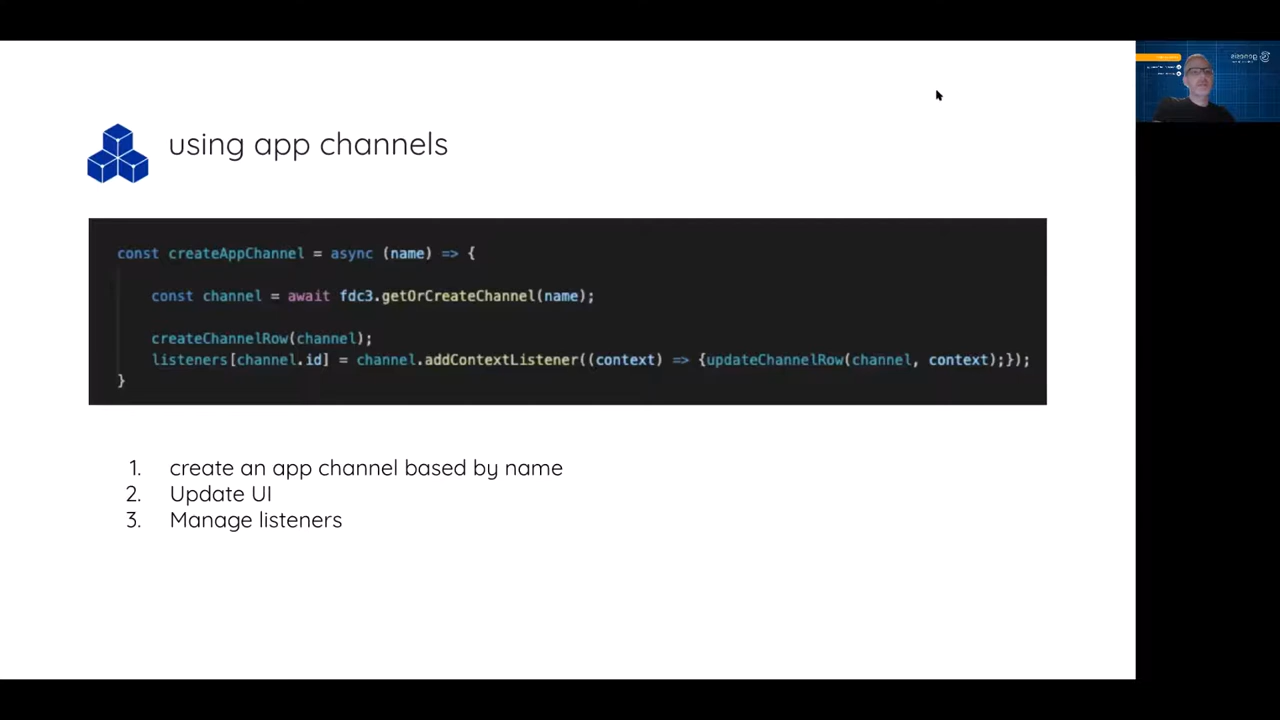 using app channels
const createAppChannel = async (name) => {
const channel = await fdc3.getOrCreateChannel(name);
createChannelRow(channel);
listeners[channel.id] = channel.addContextListener((context) => {updateChannelRow(channel, context);});
}
1. create an app channel based by name
2. Update UI
3. Manage listeners
genesis